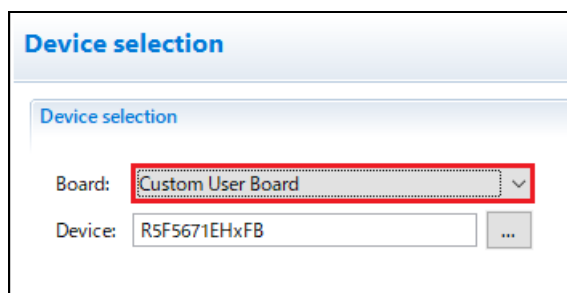 Device selection
Device selection
Board: Custom User Board
Device: R5F5671EHxFB ...